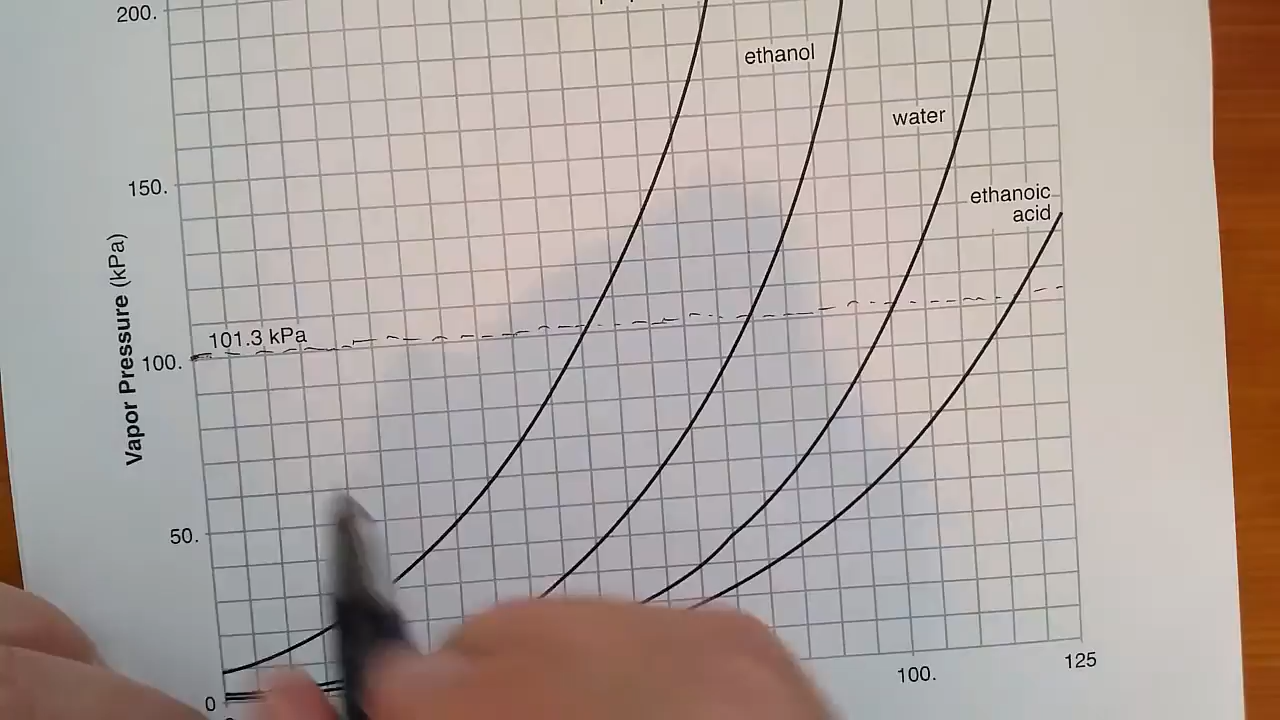 200.
ethanol
water
150.
ethanoic
acid
Vapor Pressure (kPa)
101.3 kPa
100.
50.
100.
125
0